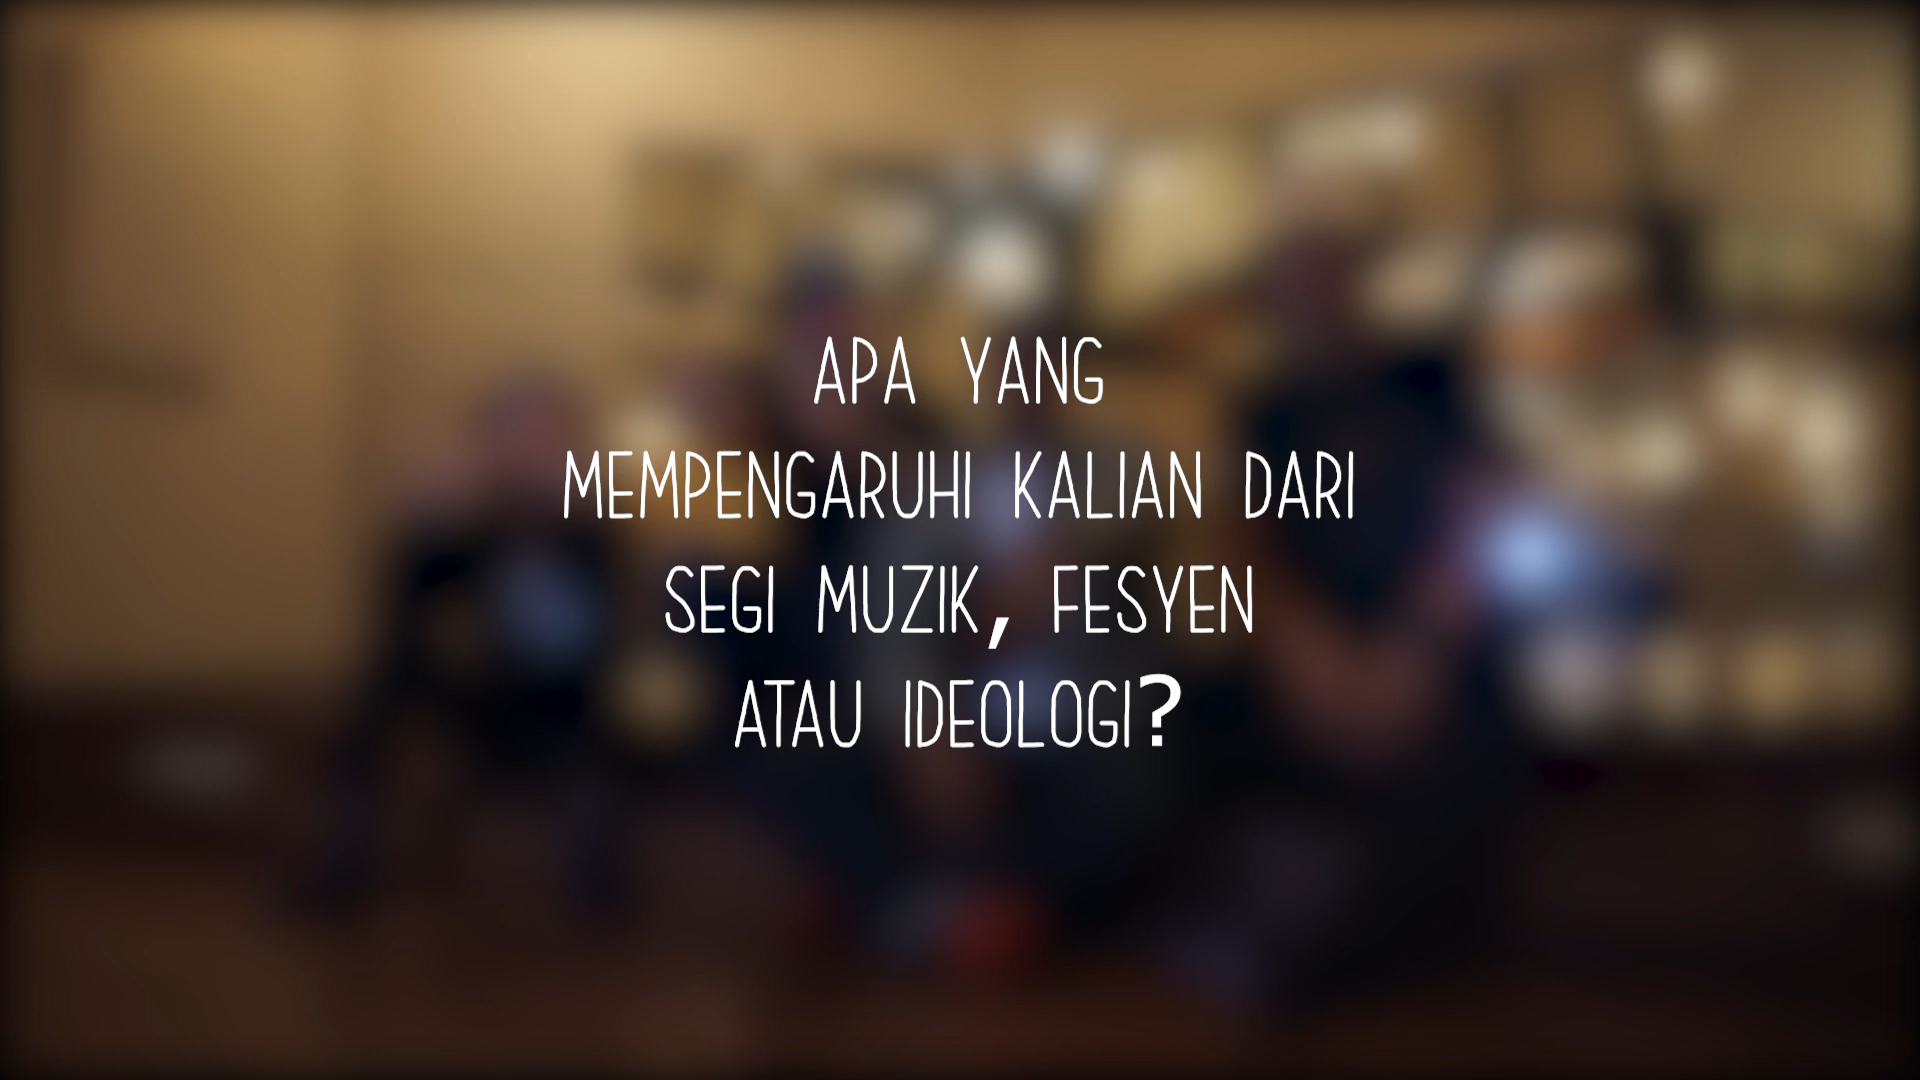 APA YANG
MEMPENGARUHI KALIAN DARI
SEGI MUZIK, FESYEN
ATAU IDEOLOGI?